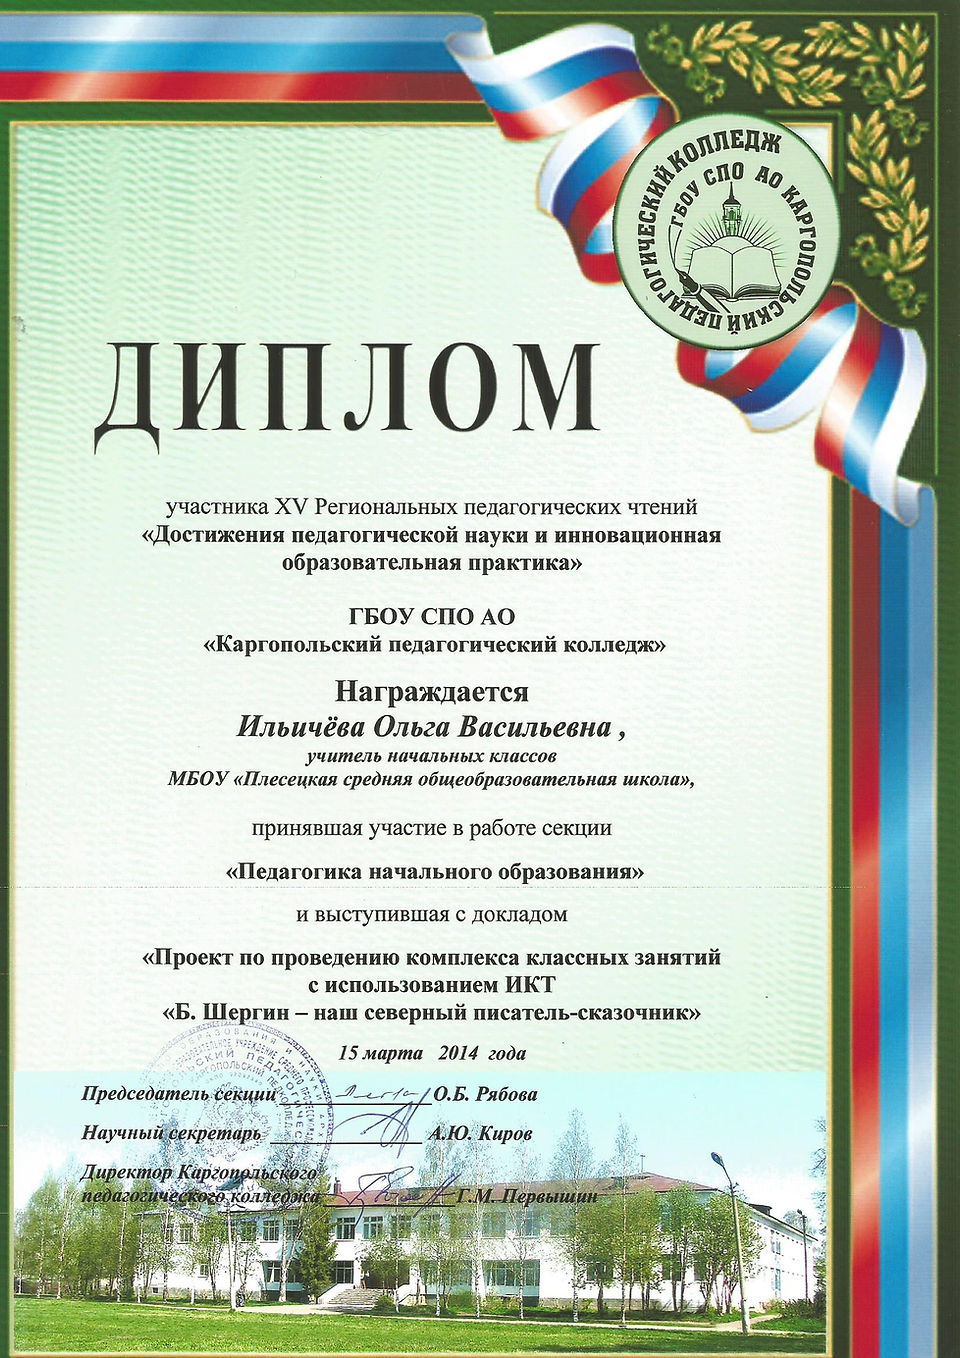 ПЕДАГОГИЧЕСКИЙ КОЛЛЕДЖ
ГБОУ СПО АО КАРГОПОЛЬСКИЙ
ДИПЛОМ
участника XV Региональных педагогических чтений
«Достижения педагогической науки и инновационная
образовательная практика»
ГБОУ СПО АО
«Каргопольский педагогический колледж»
Награждается
Ильичёва Ольга Васильевна ,
учитель начальных классов
МБОУ «Плесецкая средняя общеобразовательная школа»,
принявшая участие в работе секции
«Педагогика начального образования»
и выступившая с докладом
«Проект по проведению комплекса классных занятий
с использованием ИКТ
«Б. Шергин – наш северный писатель-сказочник»
15 марта 2014 года
Председатель секции О.Б. Рябова
Научный секретарь А.Ю. Киров
Директор Каргопольского
педагогического колледжа Г.М. Первышин